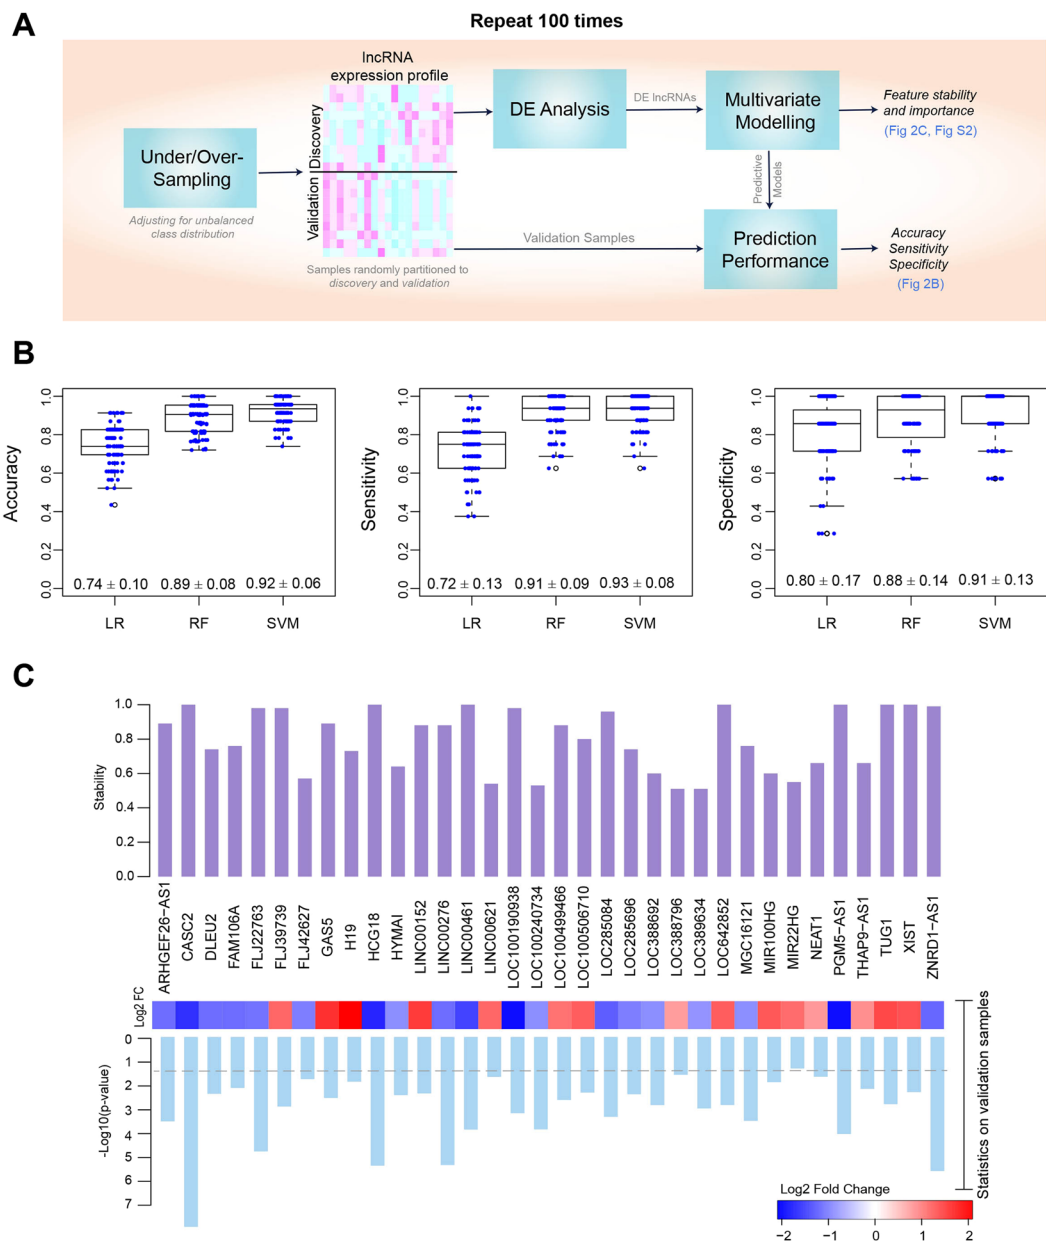 A
Repeat 100 times
lncRNA
expression profile
Discovery
Validation
Under/Over-
Sampling
Adjusting for unbalanced
class distribution
Samples randomly partitioned to
discovery and validation
DE Analysis
DE lncRNAs
Multivariate
Modelling
Feature stability
and importance
(Fig 2C, Fig S2)
Predictive
Models
Validation Samples
Prediction
Performance
Accuracy
Sensitivity
Specificity
(Fig 2B)
B
Accuracy
1.0
0.8
0.6
0.4
0.2
0.0
0.74 ± 0.10
0.89 ± 0.08
0.92 ± 0.06
LR
RF
SVM
Sensitivity
1.0
0.8
0.6
0.4
0.2
0.0
0.72 ± 0.13
0.91 ± 0.09
0.93 ± 0.08
LR
RF
SVM
Specificity
1.0
0.8
0.6
0.4
0.2
0.0
0.80 ± 0.17
0.88 ± 0.14
0.91 ± 0.13
LR
RF
SVM
C
Stability
1.0
0.8
0.6
0.4
0.2
0.0
ARHGEF26-AS1
CASC2
DLEU2
FAM106A
FLJ22763
FLJ39739
FLJ42627
GAS5
H19
HCG18
HYMAI
LINC00152
LINC00276
LINC00461
LINC00621
LOC100190938
LOC100240734
LOC100499466
LOC100506710
LOC285084
LOC285696
LOC388692
LOC388796
LOC389634
LOC642852
MGC16121
MIR100HG
MIR22HG
NEAT1
PGM5-AS1
THAP9-AS1
TUG1
XIST
ZNRD1-AS1
Log2 FC
-Log10(p-value)
0
1
2
3
4
5
6
7
Statistics on validation samples
Log2 Fold Change
−2
−1
0
1
2